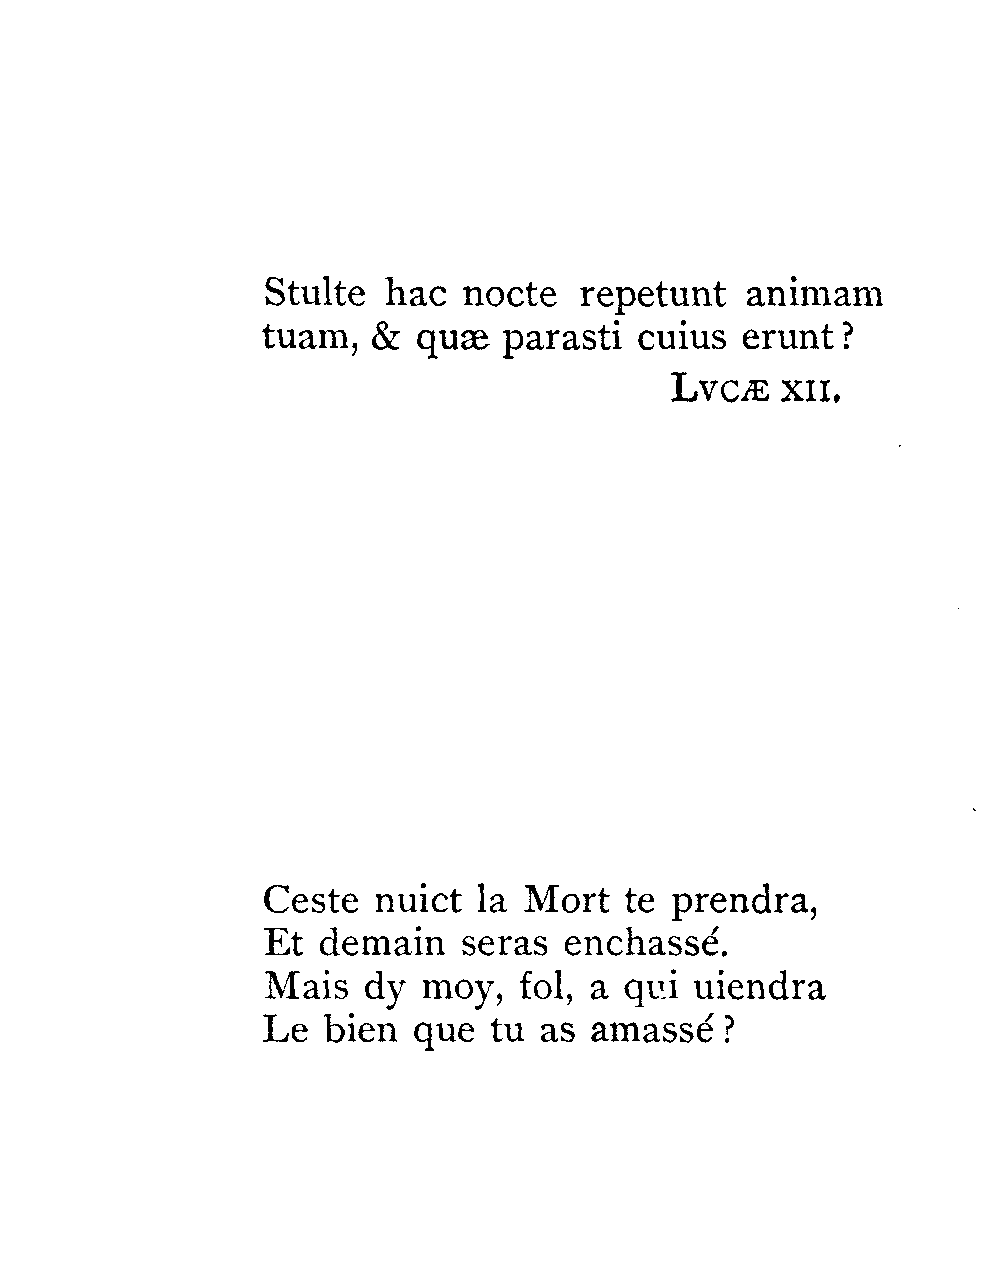 Stulte hac nocte repetunt animam
tuam, & quæ parasti cuius erunt?
LVCÆ XII.
Ceste nuict la Mort te prendra,
Et demain seras enchassé.
Mais dy moy, fol, a qui uiendra
Le bien que tu as amassé?